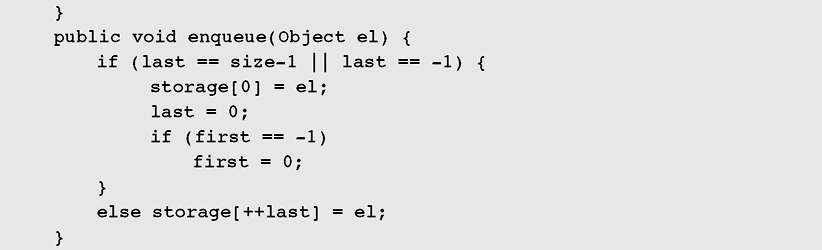 }
public void enqueue(Object el) {
if (last == size-1 || last == -1) {
storage[0] = el;
last = 0;
if (first == -1)
first = 0;
}
else storage[++last] = el;
}